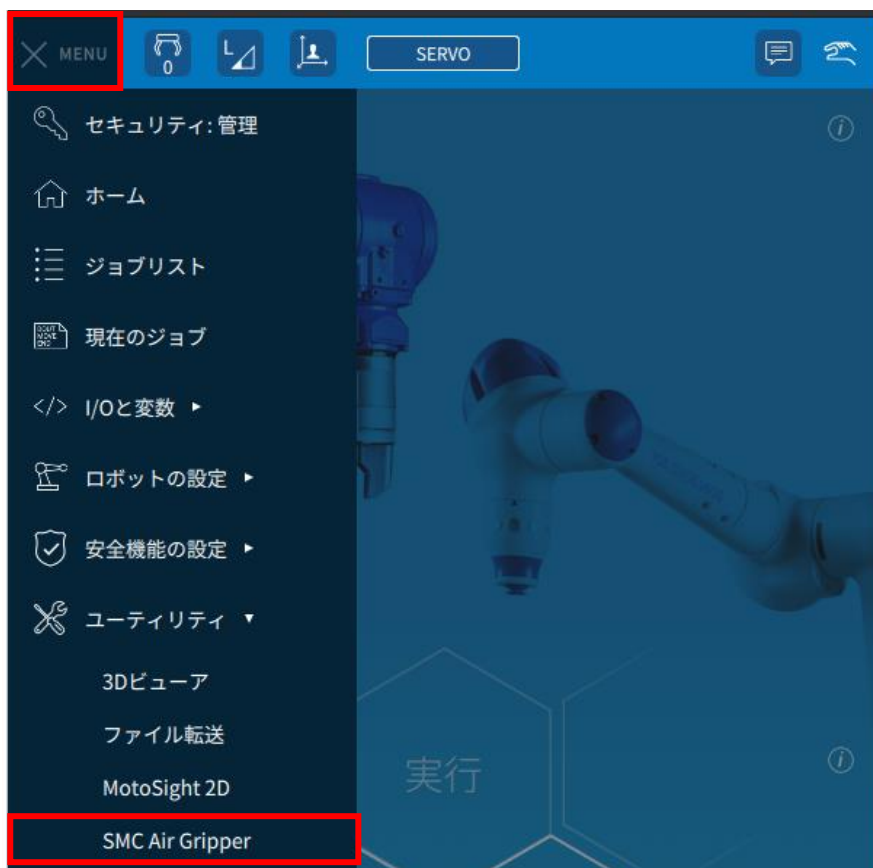 MENU
0
L
SERVO
セキュリティ: 管理
ホーム
ジョブリスト
現在のジョブ
</> I/Oと変数
ロボットの設定
安全機能の設定
ユーティリティ
3Dビューア
ファイル転送
MotoSight 2D
SMC Air Gripper
実行